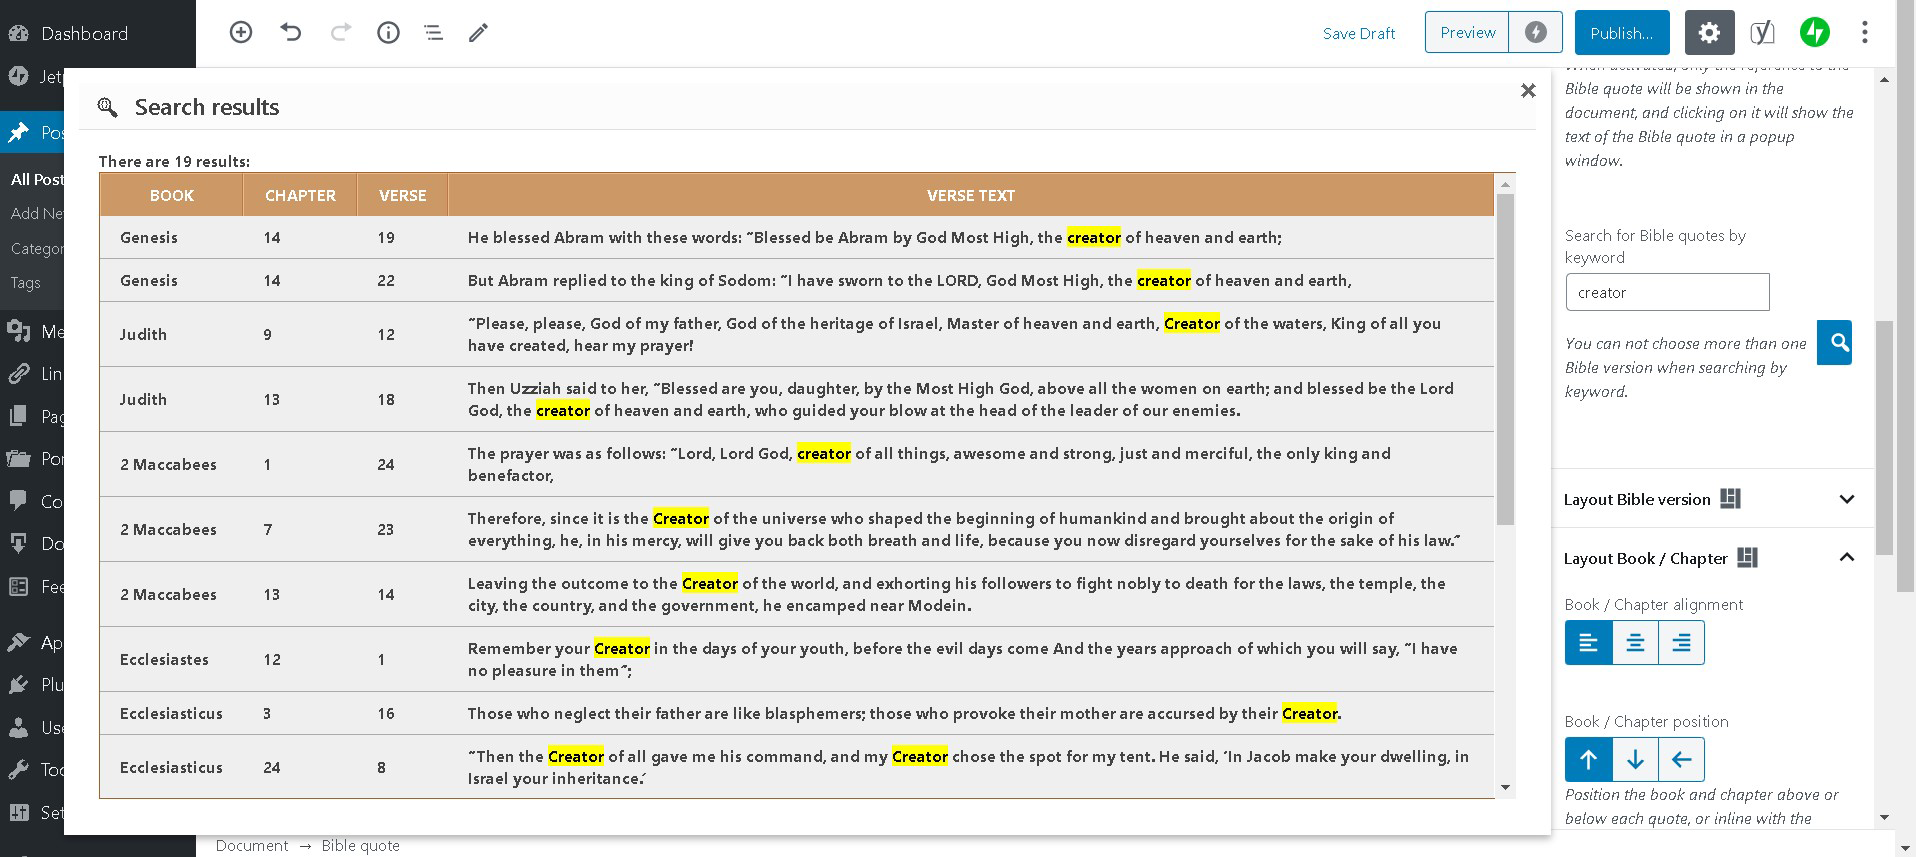 Dashboard
Save Draft
Preview
Publish...
Jetp
Pos
All Post
Add Ne
Categor
Tags
Me
Lin
Pag
Por
Co
Do
Fee
Ap
Plu
Use
Too
Set
Search results
There are 19 results:
BOOK CHAPTER VERSE VERSE TEXT
Genesis 14 19 He blessed Abram with these words: “Blessed be Abram by God Most High, the creator of heaven and earth;
Genesis 14 22 But Abram replied to the king of Sodom: “I have sworn to the LORD, God Most High, the creator of heaven and earth,
Judith 9 12 “Please, please, God of my father, God of the heritage of Israel, Master of heaven and earth, Creator of the waters, King of all you
have created, hear my prayer!
Judith 13 18 Then Uzziah said to her, “Blessed are you, daughter, by the Most High God, above all the women on earth; and blessed be the Lord
God, the creator of heaven and earth, who guided your blow at the head of the leader of our enemies.
2 Maccabees 1 24 The prayer was as follows: “Lord, Lord God, creator of all things, awesome and strong, just and merciful, the only king and
benefactor,
2 Maccabees 7 23 Therefore, since it is the Creator of the universe who shaped the beginning of humankind and brought about the origin of
everything, he, in his mercy, will give you back both breath and life, because you now disregard yourselves for the sake of his law.”
2 Maccabees 13 14 Leaving the outcome to the Creator of the world, and exhorting his followers to fight nobly to death for the laws, the temple, the
city, the country, and the government, he encamped near Modein.
Ecclesiastes 12 1 Remember your Creator in the days of your youth, before the evil days come And the years approach of which you will say, “I have
no pleasure in them”;
Ecclesiasticus 3 16 Those who neglect their father are like blasphemers; those who provoke their mother are accursed by their Creator.
Ecclesiasticus 24 8 “Then the Creator of all gave me his command, and my Creator chose the spot for my tent. He said, ‘In Jacob make your dwelling, in
Israel your inheritance.’
When activated, only the reference to the
Bible quote will be shown in the
document, and clicking on it will show the
text of the Bible quote in a popup
window.
Search for Bible quotes by
keyword
creator
You can not choose more than one
Bible version when searching by
keyword.
Layout Bible version
Layout Book / Chapter
Book / Chapter alignment
Book / Chapter position
Position the book and chapter above or
below each quote, or inline with the
Document → Bible quote